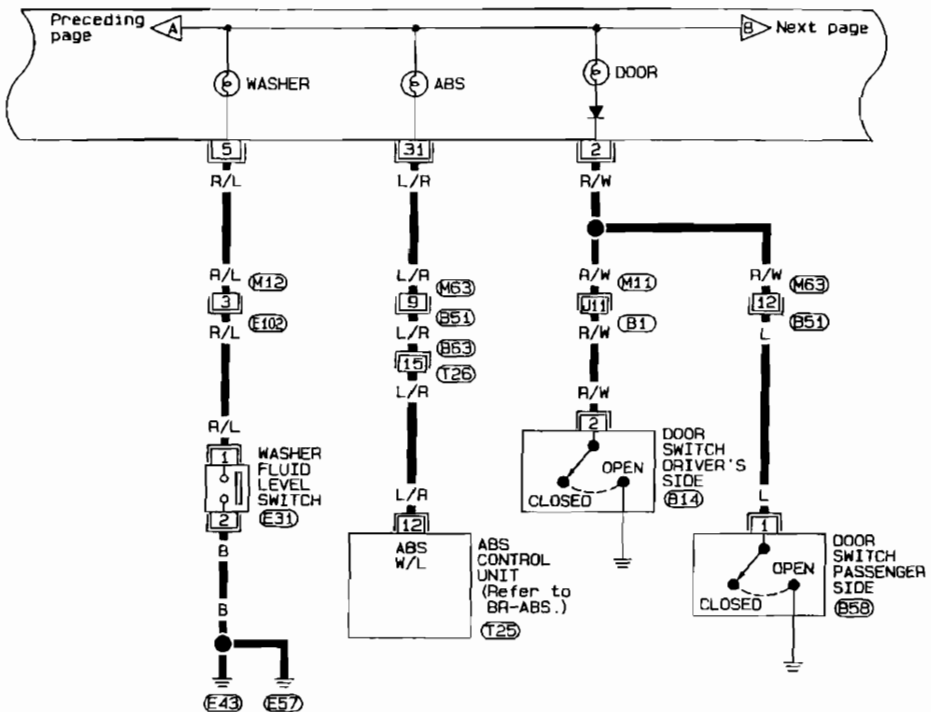 Preceding page
A
B
Next page
WASHER
ABS
DOOR
5
31
2
R/L
L/R
R/W
R/L
M12
L/R
M63
R/W
M11
R/W
M63
3
9
J11
12
E102
B51
B1
B51
R/L
L/R
R/W
L
B63
15
T26
L/R
R/W
2
R/L
1
WASHER
FLUID
LEVEL
SWITCH
E31
2
DOOR
SWITCH
DRIVER'S
SIDE
B14
OPEN
CLOSED
L/R
12
ABS
W/L
ABS
CONTROL
UNIT
(Refer to
BR-ABS.)
T25
L
1
DOOR
SWITCH
PASSENGER
SIDE
B58
OPEN
CLOSED
B
B
E43
E57